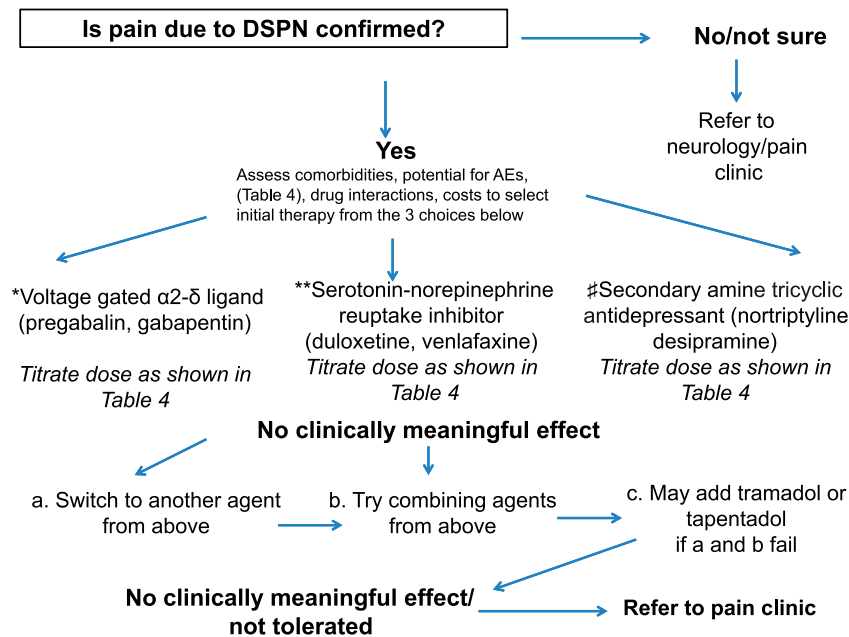 Is pain due to DSPN confirmed?
No/not sure
Refer to
neurology/pain
clinic
Yes
Assess comorbidities, potential for AEs,
(Table 4), drug interactions, costs to select
initial therapy from the 3 choices below
*Voltage gated α2-δ ligand
(pregabalin, gabapentin)
Titrate dose as shown in
Table 4
**Serotonin-norepinephrine
reuptake inhibitor
(duloxetine, venlafaxine)
Titrate dose as shown in
Table 4
♯Secondary amine tricyclic
antidepressant (nortriptyline
desipramine)
Titrate dose as shown in
Table 4
No clinically meaningful effect
a. Switch to another agent
from above
b. Try combining agents
from above
c. May add tramadol or
tapentadol
if a and b fail
No clinically meaningful effect/
not tolerated
Refer to pain clinic